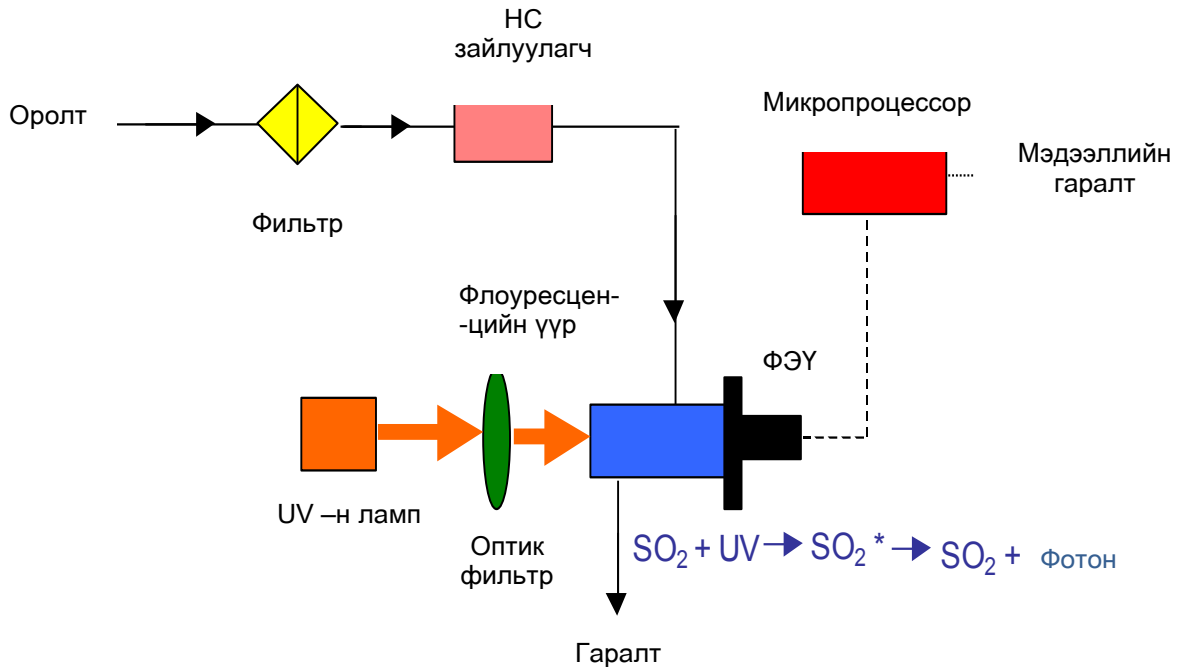 НС
зайлуулагч
Оролт
Микропроцессор
Мэдээллийн
гаралт
Фильтр
Флоуресцен-
-цийн үүр
ФЭҮ
UV –н ламп
Оптик
фильтр
SO₂ + UV → SO₂ * → SO₂ + Фотон
Гаралт